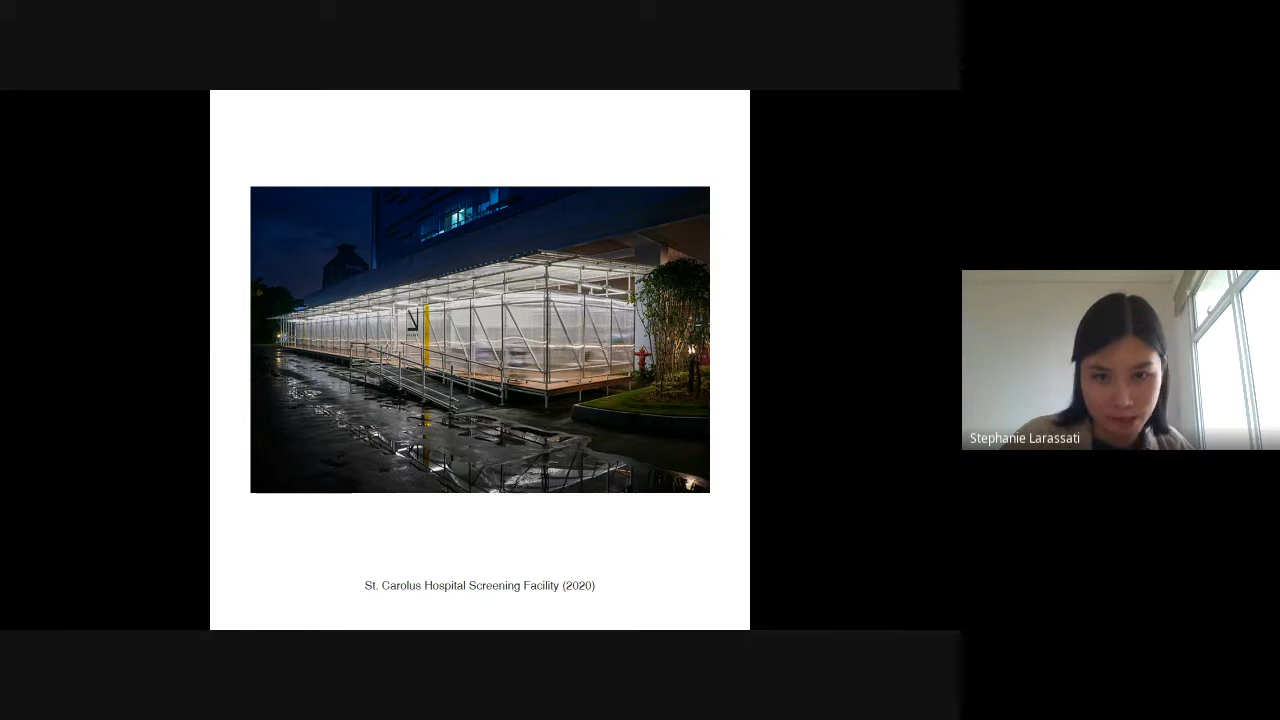 St. Carolus Hospital Screening Facility (2020)
Stephanie Larassati